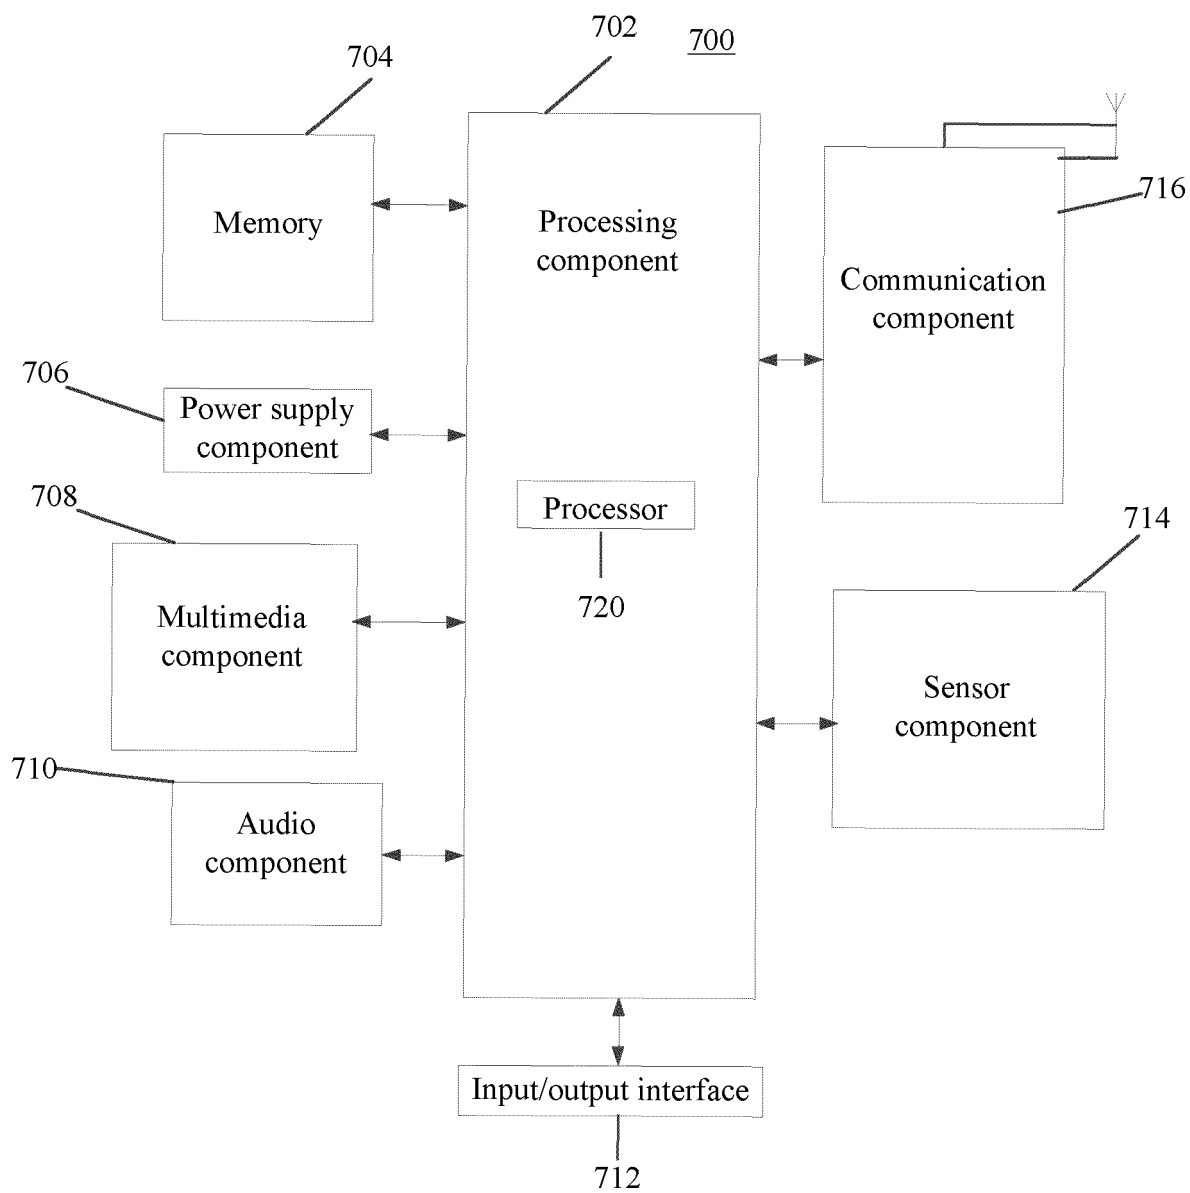 702
700
704
Memory
Processing
component
716
Communication
component
706
Power supply
component
708
Multimedia
component
Processor
720
714
Sensor
component
710
Audio
component
Input/output interface
712